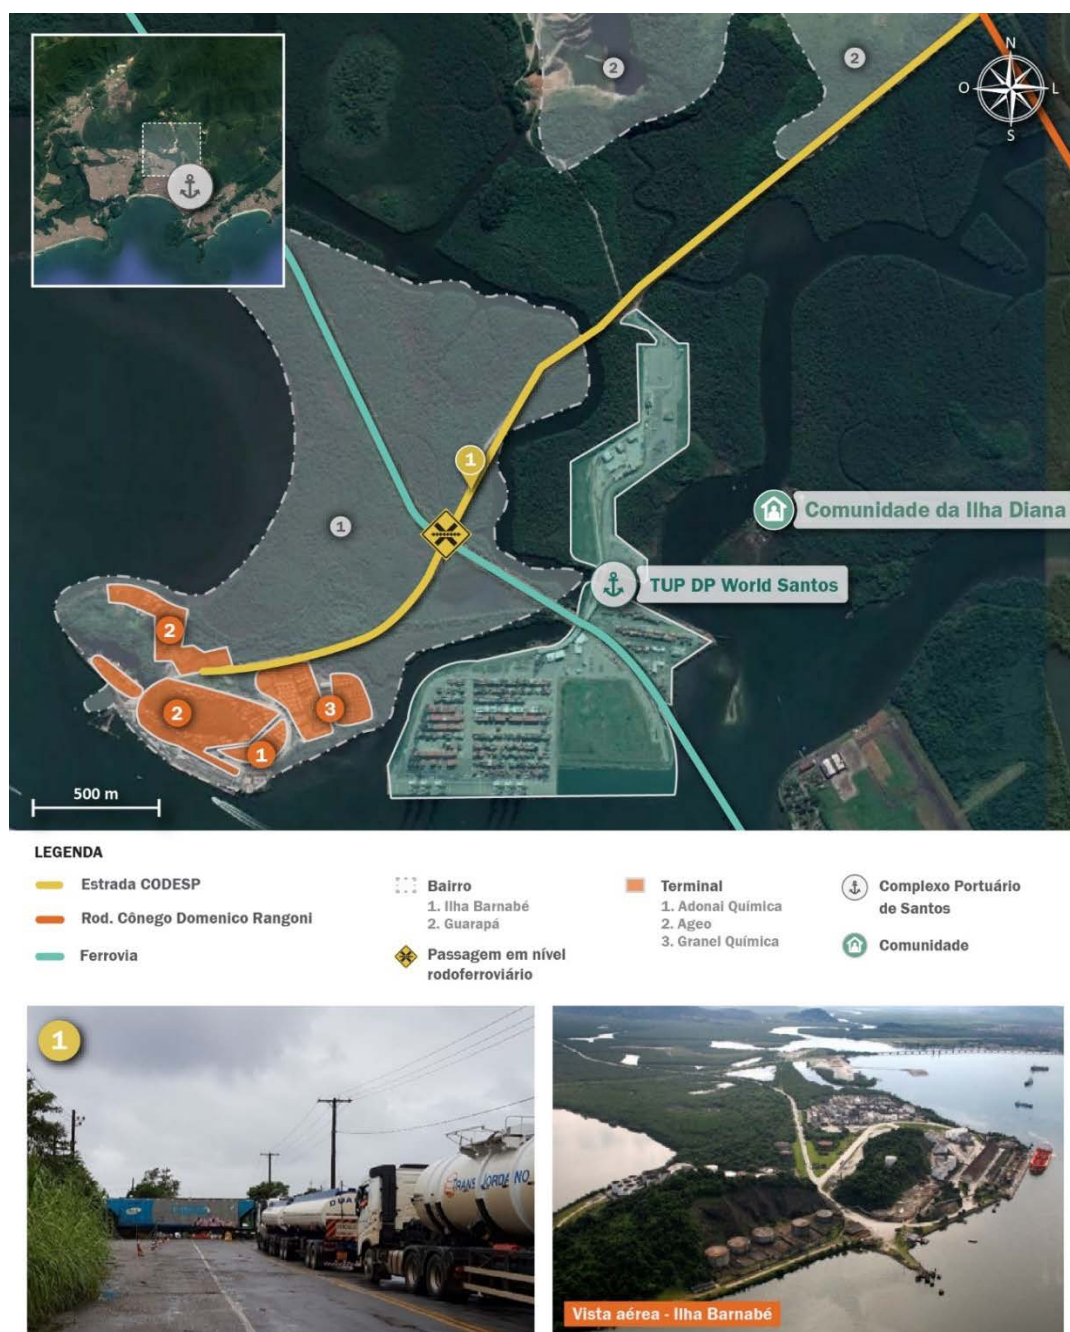 2
2
N
O
L
S
1
1
Comunidade da Ilha Diana
TUP DP World Santos
2
2
3
1
500 m
LEGENDA
Estrada CODESP
Rod. Cônego Domenico Rangoni
Ferrovia
Bairro
1. Ilha Barnabé
2. Guarapá
Passagem em nível
rodoferroviário
Terminal
1. Adonai Química
2. Ageo
3. Granel Química
Complexo Portuário
de Santos
Comunidade
1
Vista aérea - Ilha Barnabé